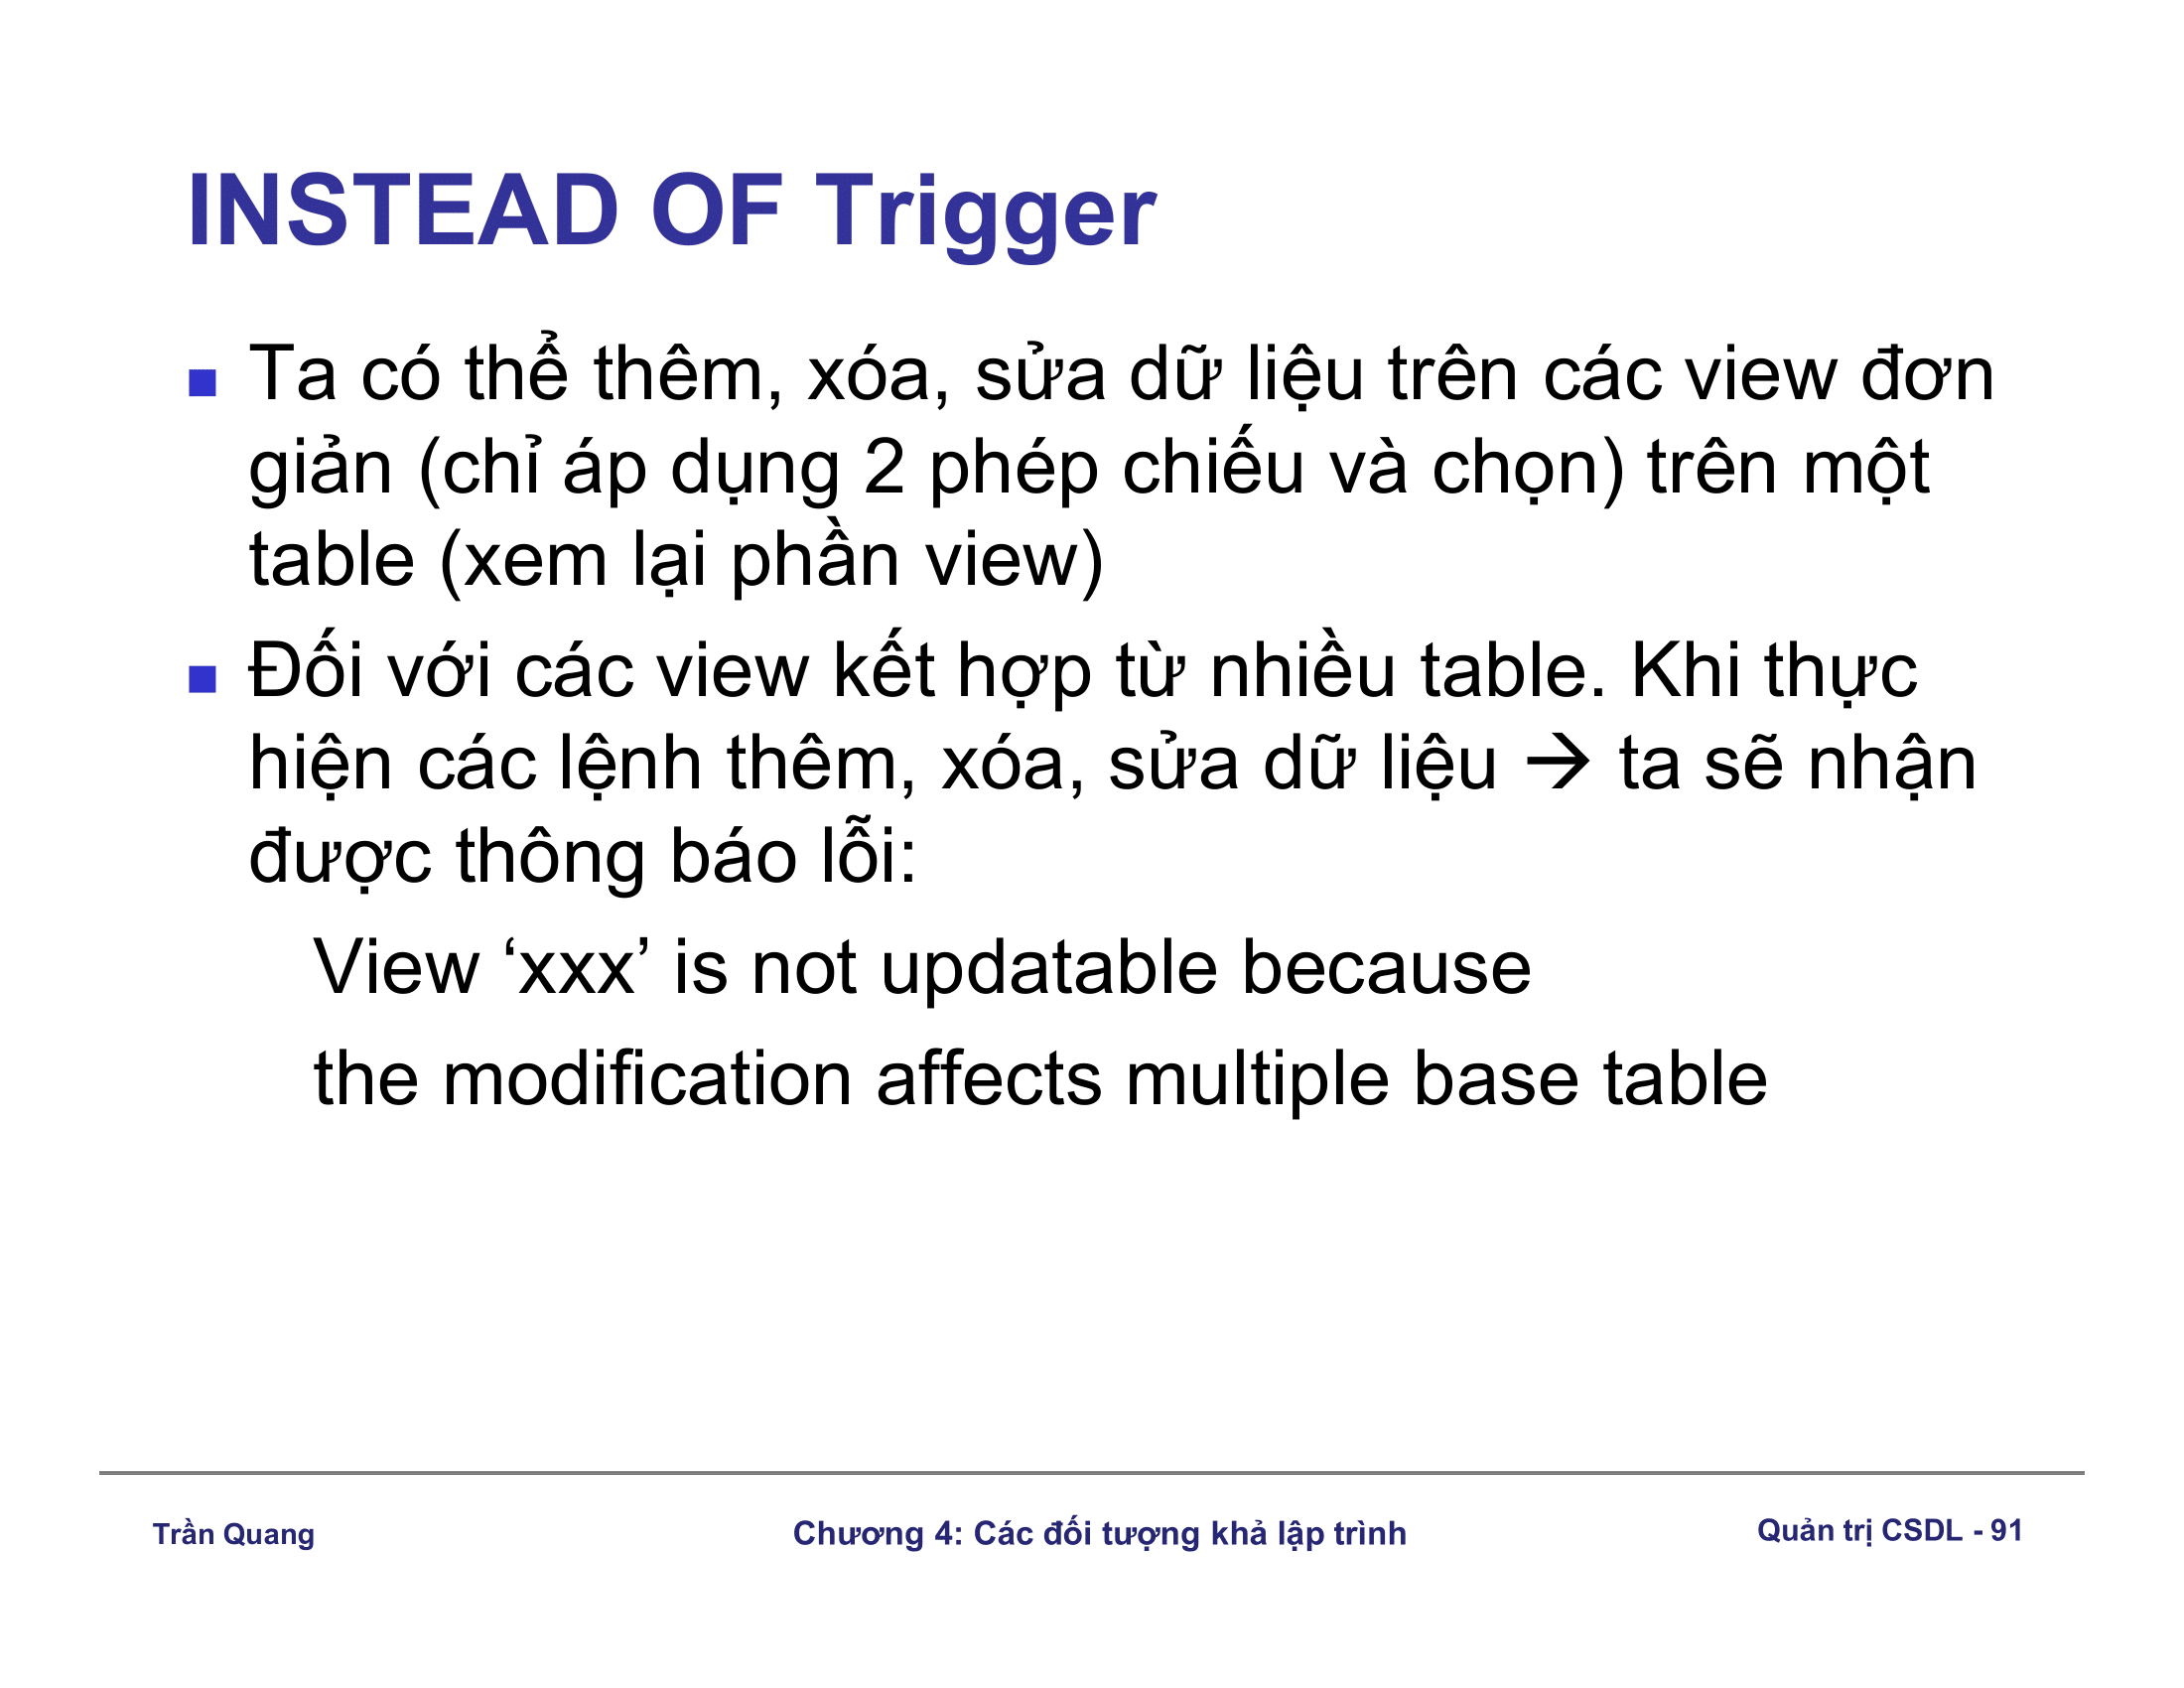 INSTEAD OF Trigger
Ta có thể thêm, xóa, sửa dử liệu trên các view đơn
giản (chỉ áp dụng 2 phép chiếu và chọn) trên một
table (xem lại phần view)
Đối với các view kết hợp từ nhiều table. Khi thực
hiện các lệnh thêm, xóa, sửa dữ liệu → ta sẽ nhận
được thông báo lỗi:
View ‘xxx’ is not updatable because
the modification affects multiple base table
Trần Quang
Chương 4: Các đối tượng khả lập trình
Quản trị CSDL - 91